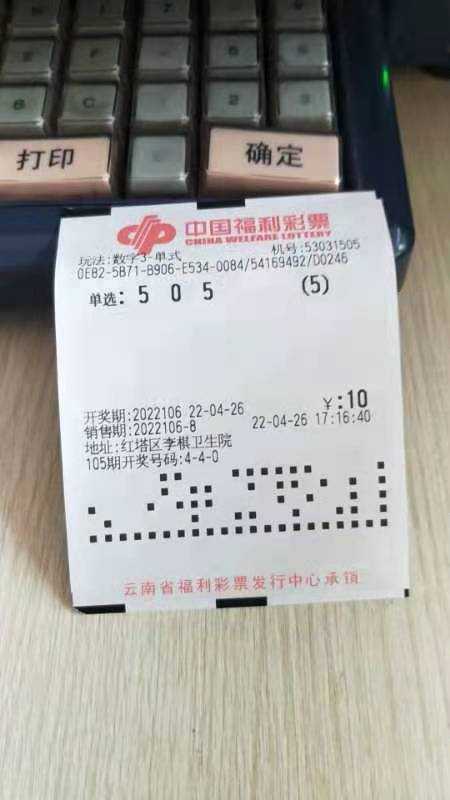 打印
确定
中国福利彩票
CHINA WELFARE LOTTERY
玩法:数字3-单式 机号:53031505
0E82-5B71-B906-E534-0084/54169492/D0246
单选: 5 0 5 (5)
开奖期:2022106 22-04-26 ¥:10
销售期:2022106-8 22-04-26 17:16:40
地址:红塔区李棋卫生院
105期开奖号码:4-4-0
云南省福利彩票发行中心承销